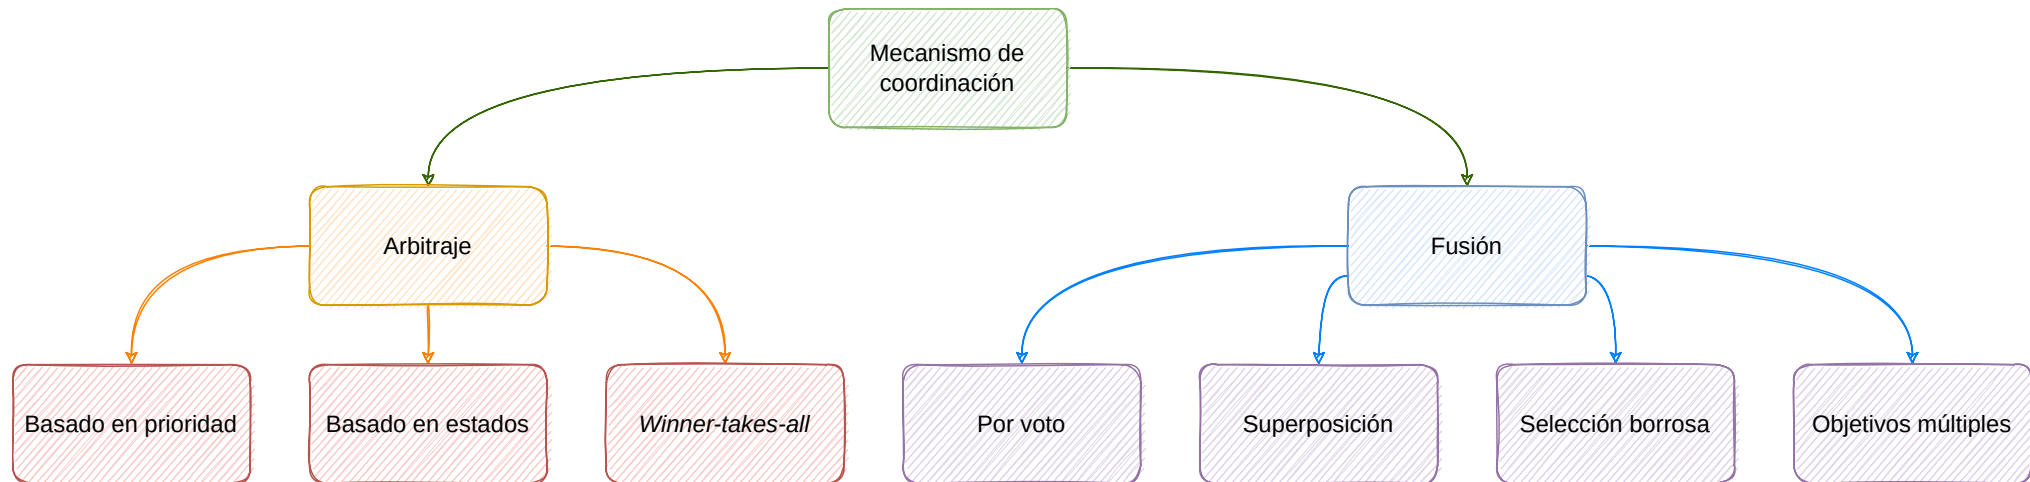 Mecanismo de
coordinación
Arbitraje
Fusión
Basado en prioridad
Basado en estados
Winner-takes-all
Por voto
Superposición
Selección borrosa
Objetivos múltiples